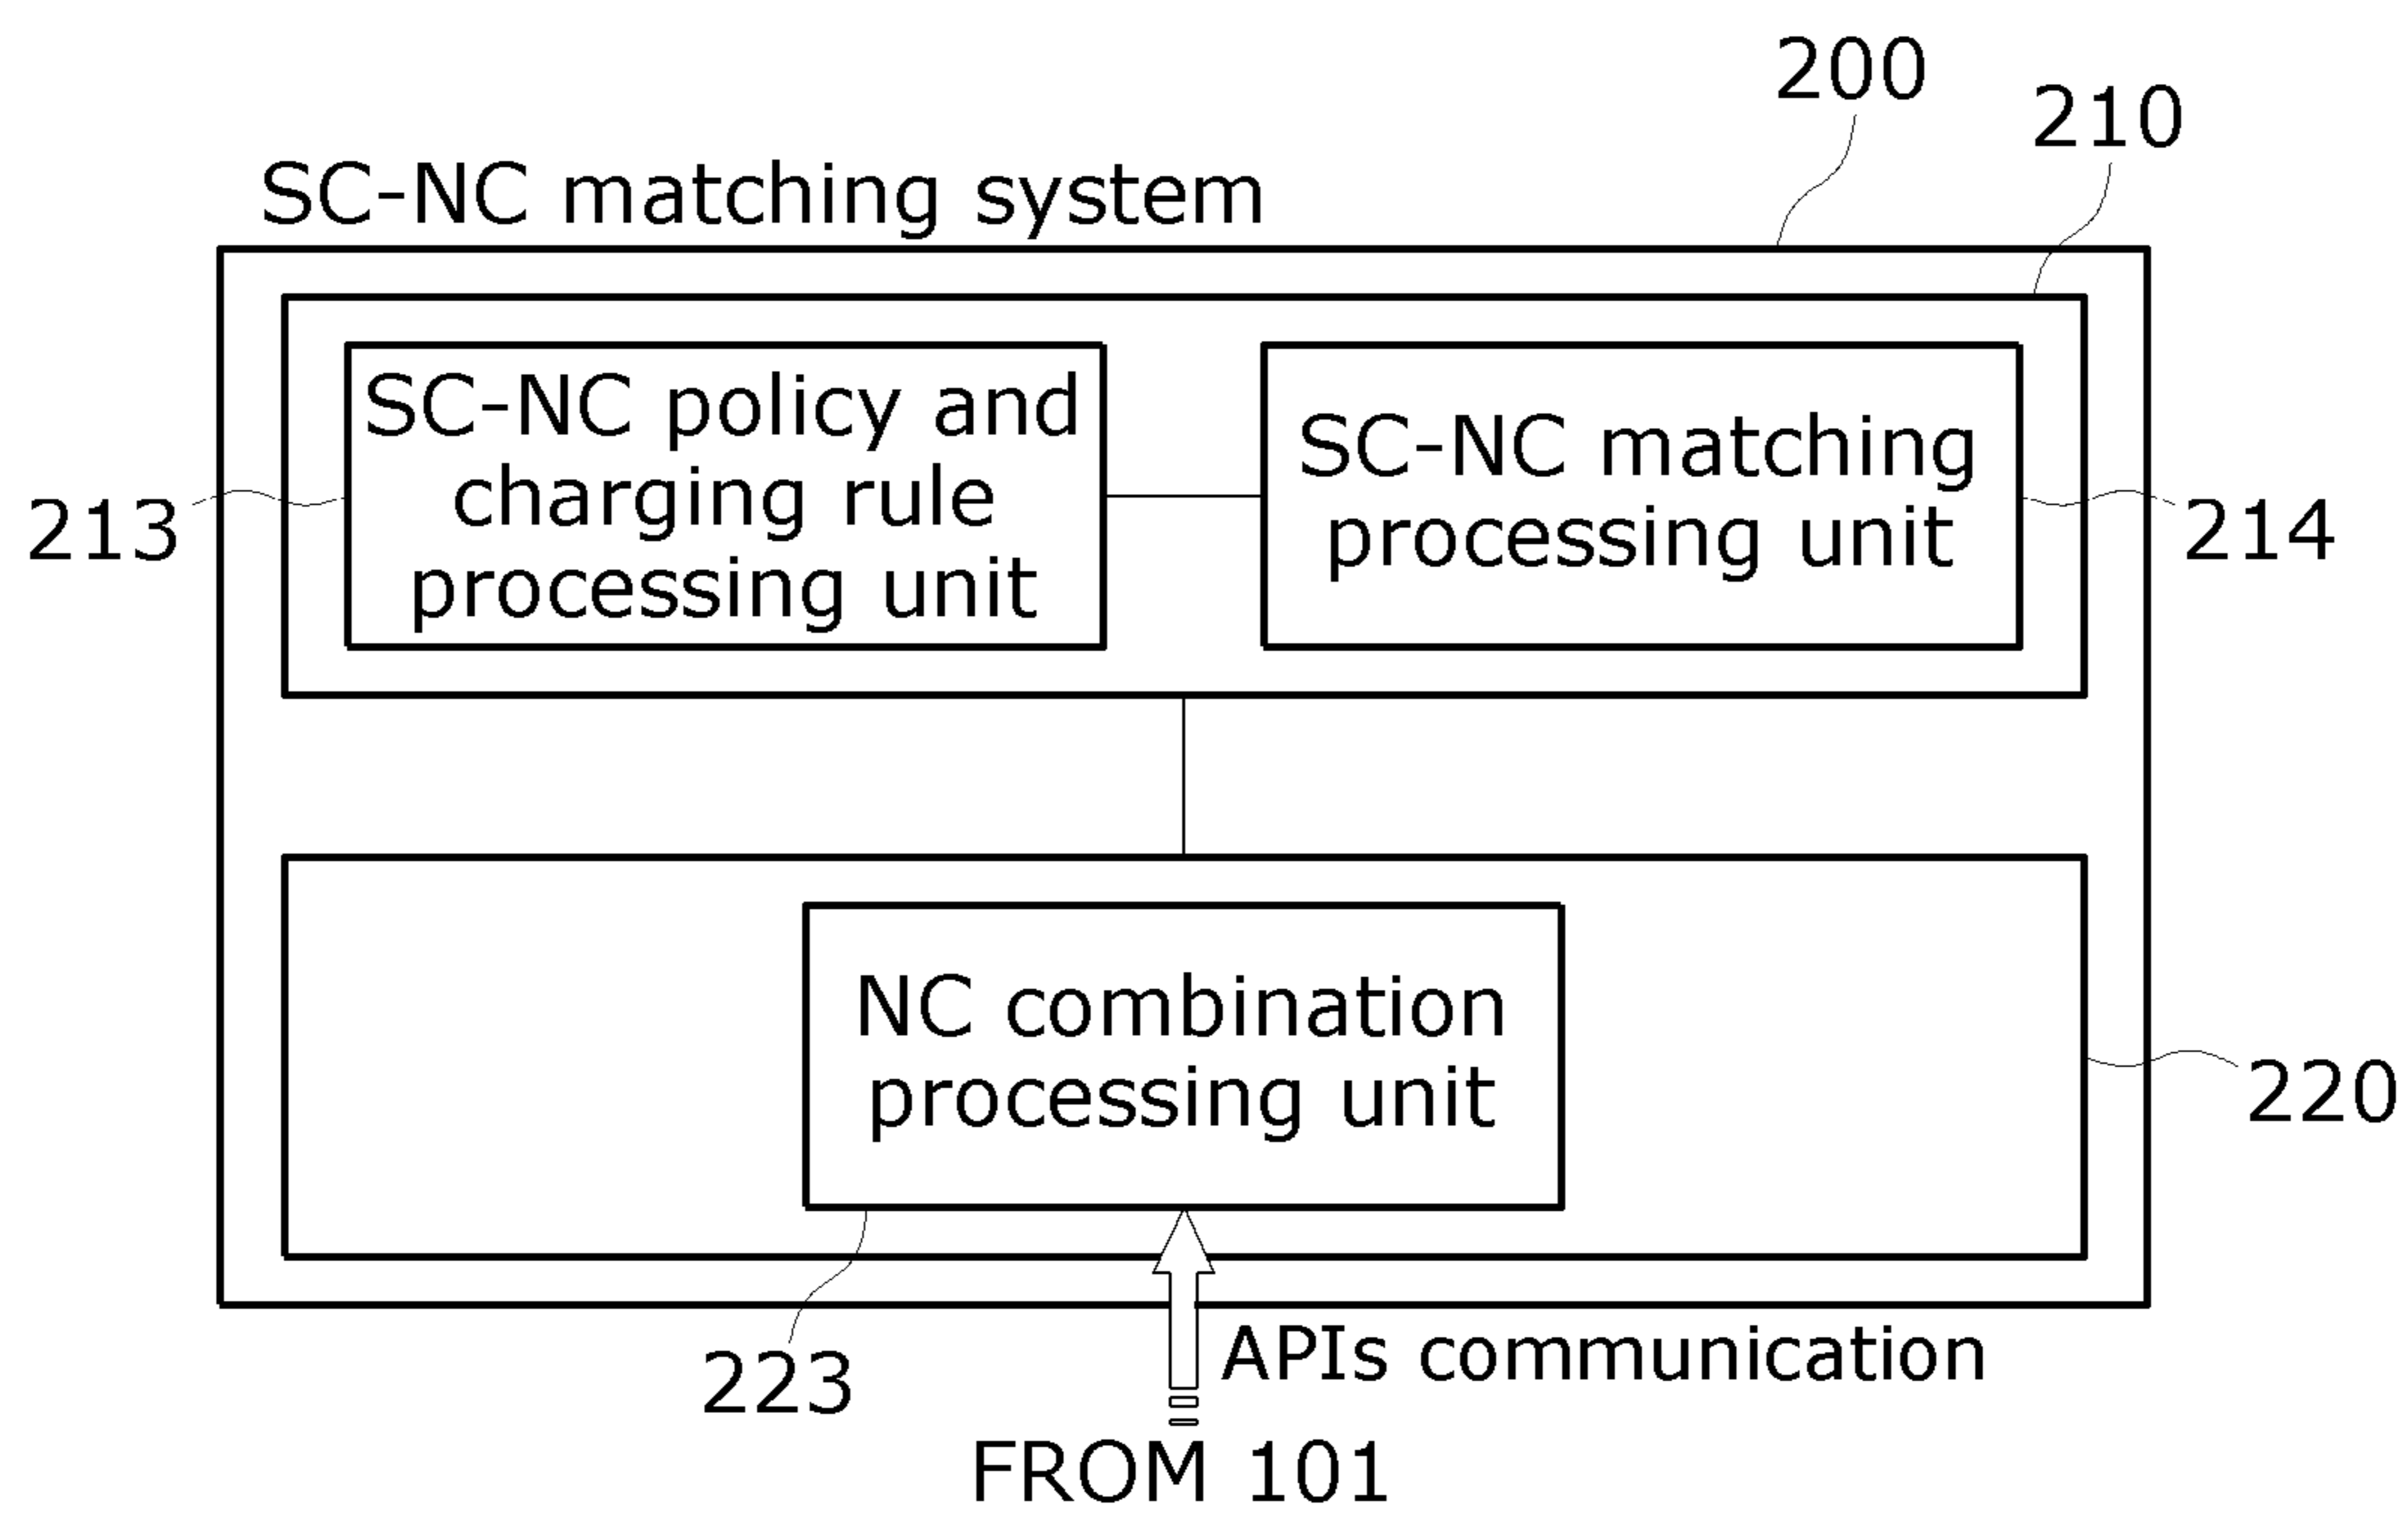 200
210
SC-NC matching system
SC-NC policy and
charging rule
processing unit
SC-NC matching
processing unit
213
214
NC combination
processing unit
220
223
APIs communication
FROM 101